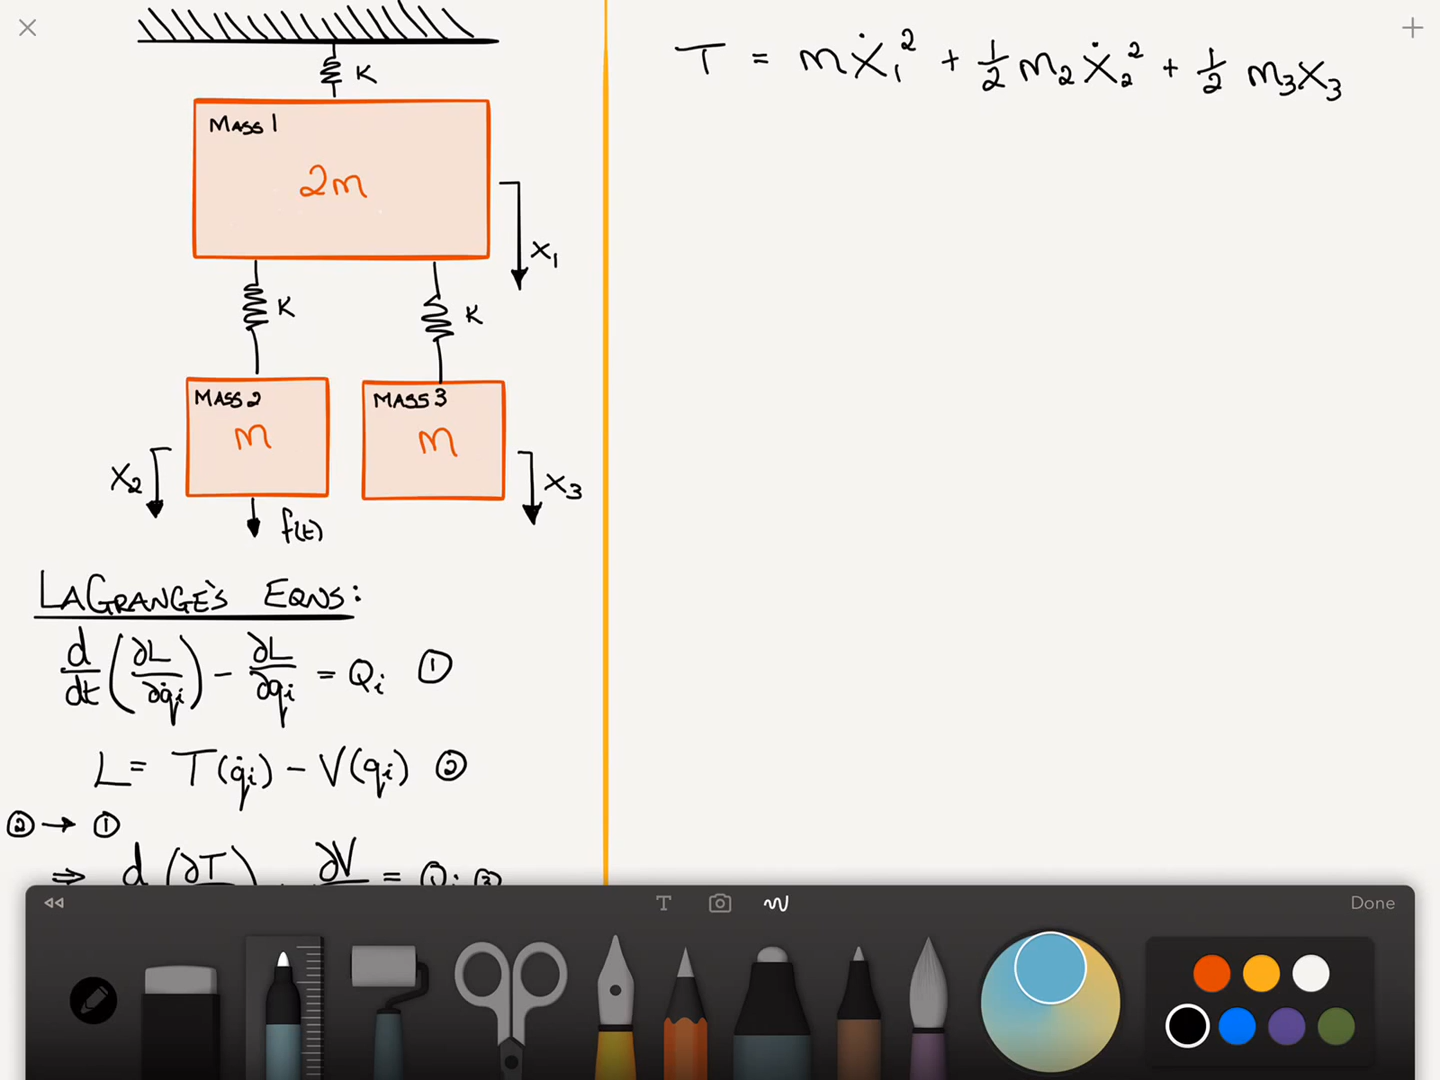 K
MASS 1
2m
x₁
K
K
MASS 2
m
MASS 3
m
x₂
x₃
f(t)
LAGRANGE'S EQNS:
d/dt (∂L/∂q̇i) - ∂L/∂qi = Qi ①
L = T(q̇i) - V(qi) ②
② → ①
T = mẋ₁² + 1/2 m₂ẋ₂² + 1/2 m₃x₃
T
Done